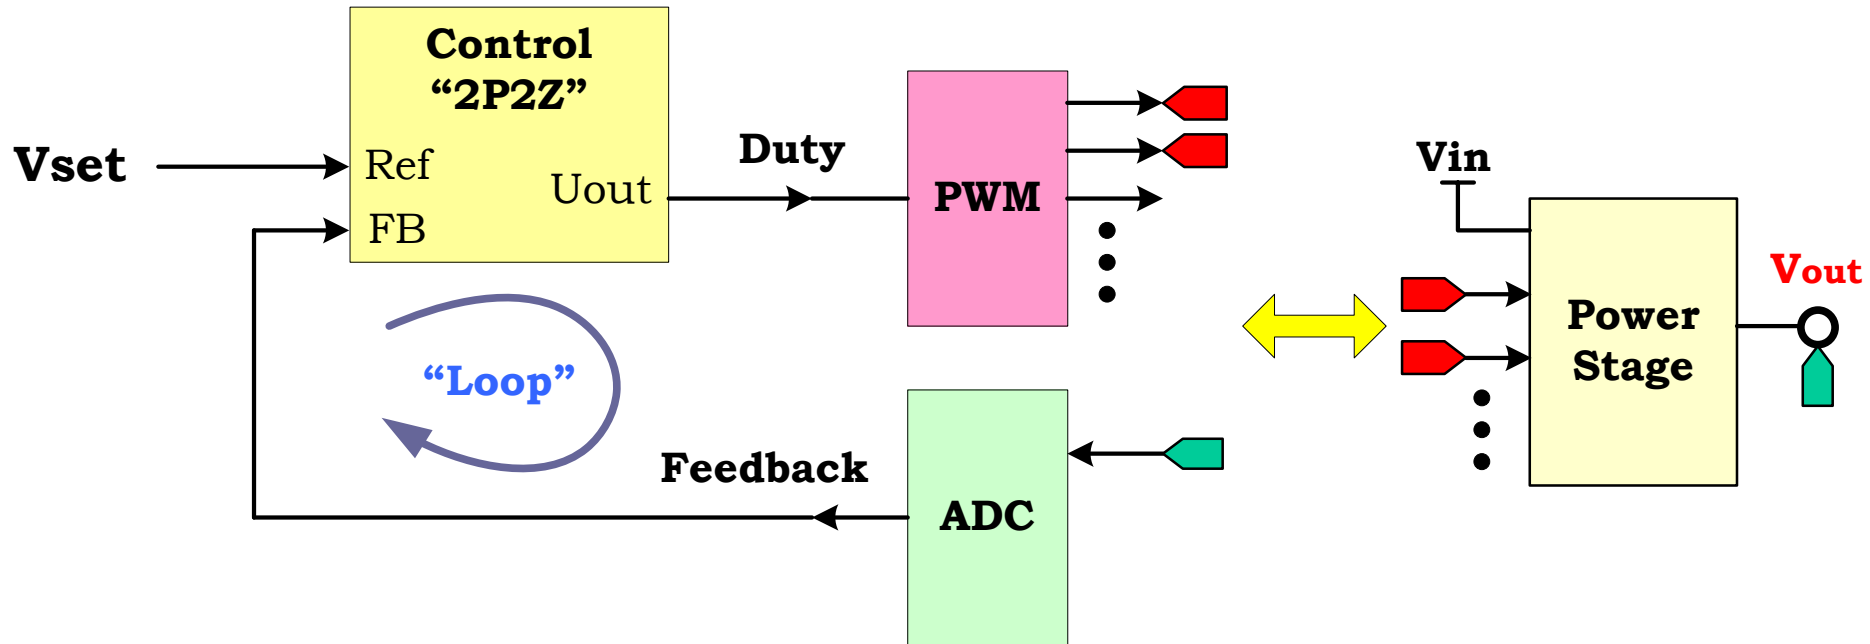 Control
“2P2Z”
Vset
Ref
Uout
FB
Duty
PWM
Vin
Vout
Power
Stage
“Loop”
Feedback
ADC